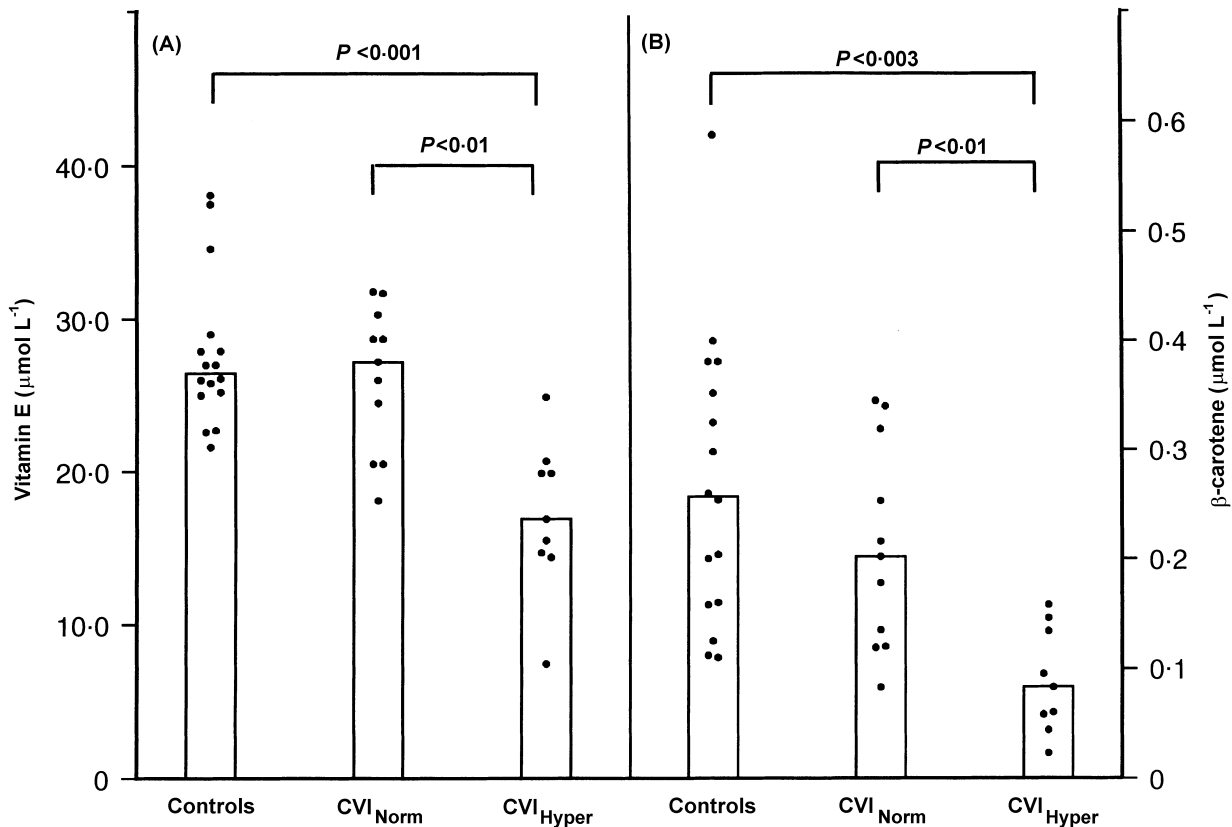 (A)
P <0·001
P<0·01
Vitamin E (μmol L⁻¹)
40·0
30·0
20·0
10·0
0
Controls
CVI Norm
CVI Hyper
(B)
P <0·003
P<0·01
β-carotene (μmol L⁻¹)
0·6
0·5
0·4
0·3
0·2
0·1
0
Controls
CVI Norm
CVI Hyper